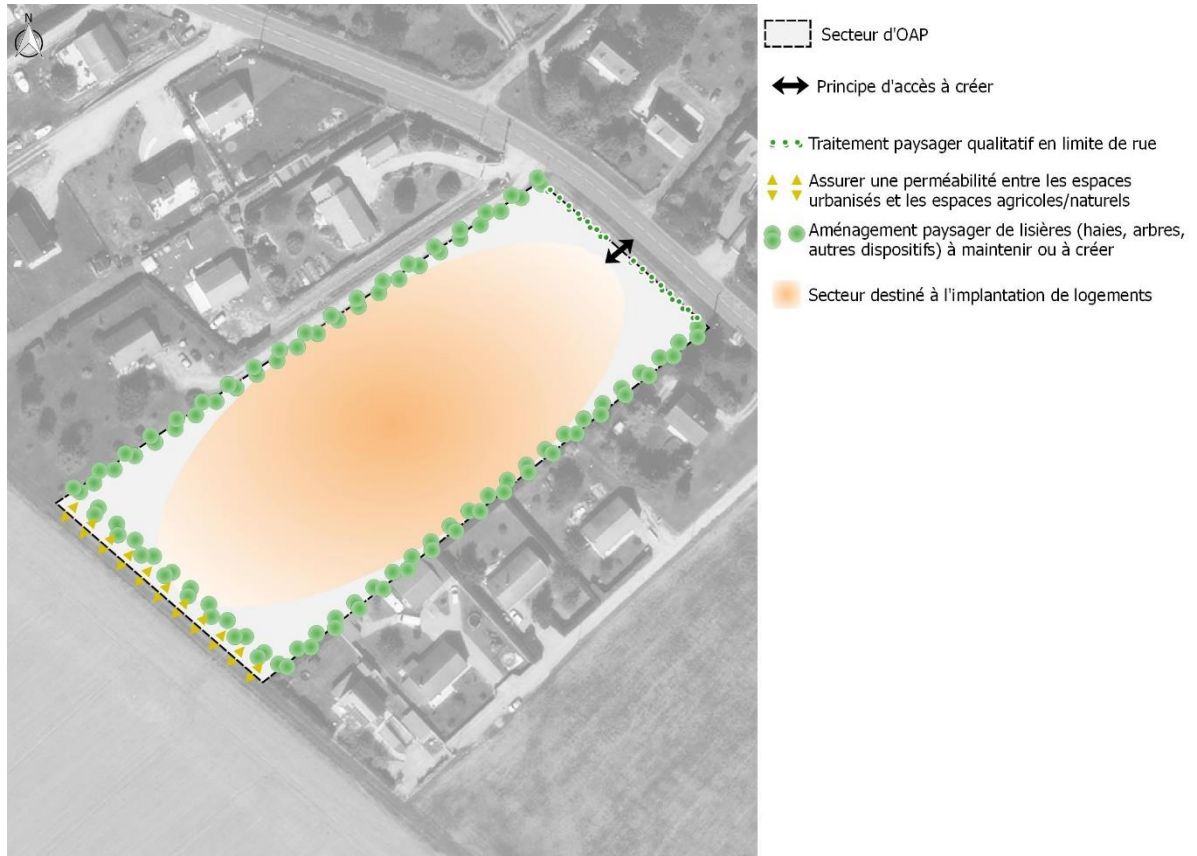 N
Secteur d'OAP
Principe d'accès à créer
Traitement paysager qualitatif en limite de rue
Assurer une perméabilité entre les espaces
urbanisés et les espaces agricoles/naturels
Aménagement paysager de lisières (haies, arbres,
autres dispositifs) à maintenir ou à créer
Secteur destiné à l'implantation de logements